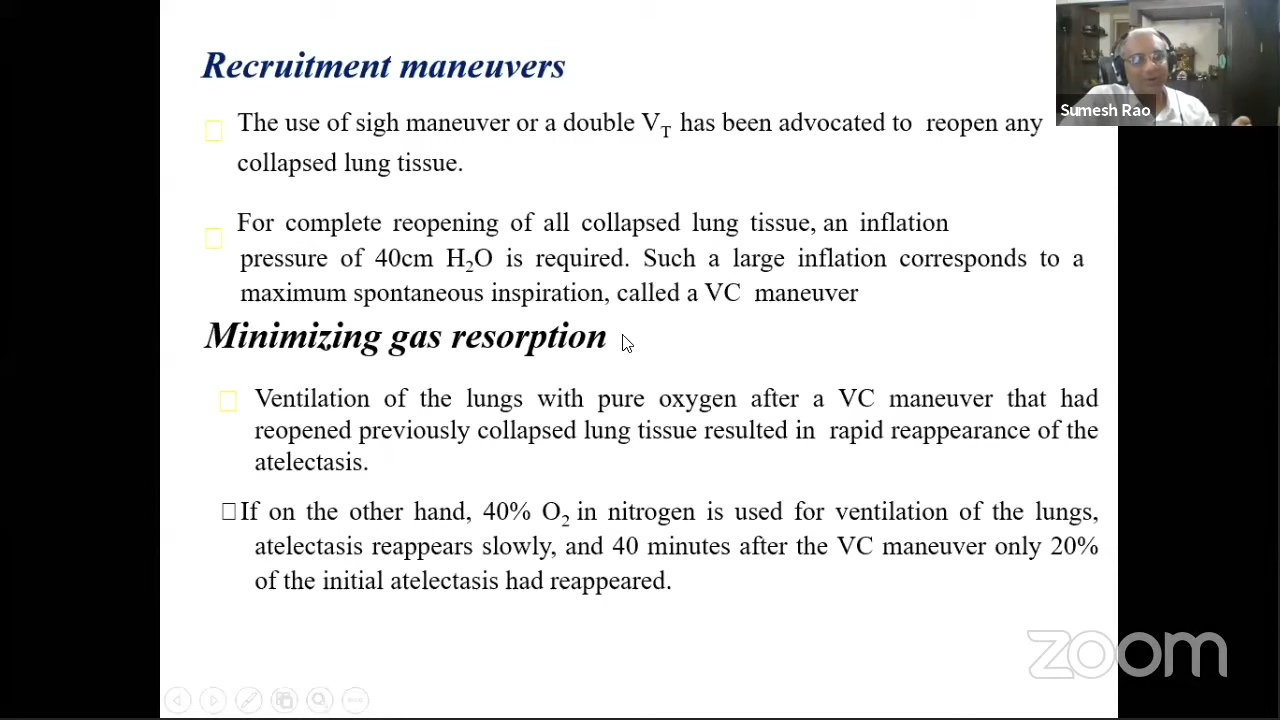 Recruitment maneuvers
The use of sigh maneuver or a double VT has been advocated to reopen any
collapsed lung tissue.
For complete reopening of all collapsed lung tissue, an inflation
pressure of 40cm H2O is required. Such a large inflation corresponds to a
maximum spontaneous inspiration, called a VC maneuver
Minimizing gas resorption
Ventilation of the lungs with pure oxygen after a VC maneuver that had
reopened previously collapsed lung tissue resulted in rapid reappearance of the
atelectasis.
If on the other hand, 40% O2 in nitrogen is used for ventilation of the lungs,
atelectasis reappears slowly, and 40 minutes after the VC maneuver only 20%
of the initial atelectasis had reappeared.
Sumesh Rao
zoom